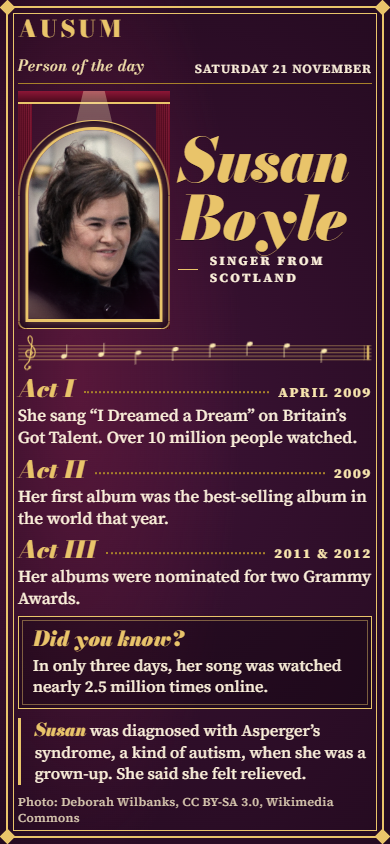 AUSUM
Person of the day
SATURDAY 21 NOVEMBER
Susan
Boyle
SINGER FROM
SCOTLAND
Act I
APRIL 2009
She sang “I Dreamed a Dream” on Britain’s
Got Talent. Over 10 million people watched.
Act II
2009
Her first album was the best-selling album in
the world that year.
Act III
2011 & 2012
Her albums were nominated for two Grammy
Awards.
Did you know?
In only three days, her song was watched
nearly 2.5 million times online.
Susan was diagnosed with Asperger’s
syndrome, a kind of autism, when she was a
grown-up. She said she felt relieved.
Photo: Deborah Wilbanks, CC BY-SA 3.0, Wikimedia
Commons